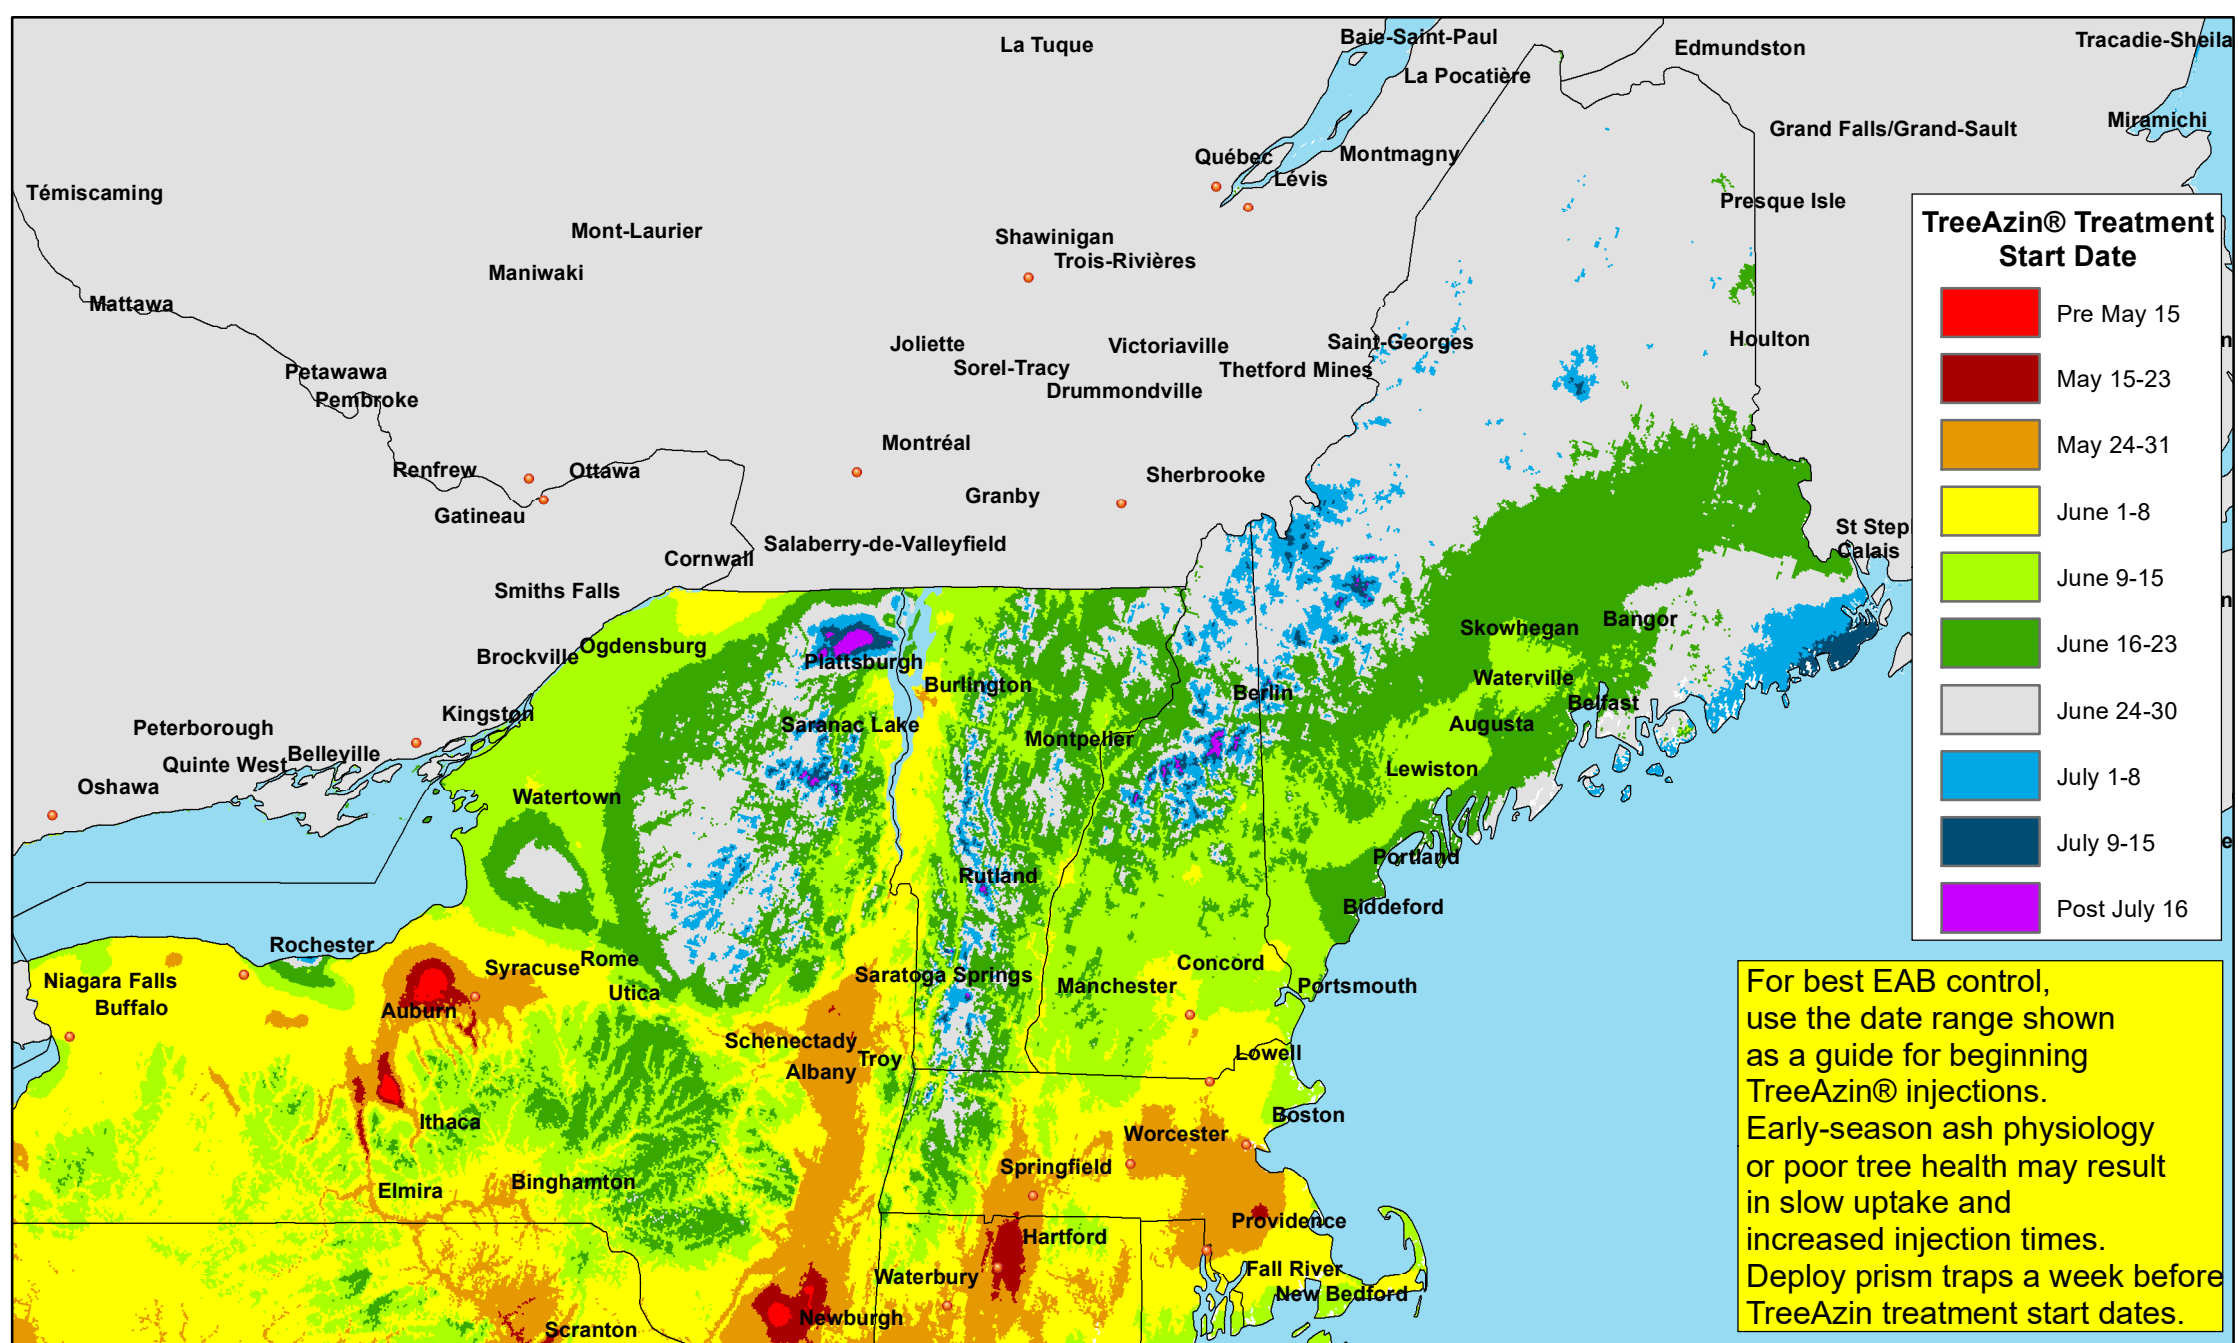 La Tuque
Baie-Saint-Paul
Edmundston
Tracadie-Sheila
La Pocatière
Miramichi
Grand Falls/Grand-Sault
Québec
Montmagny
Lévis
Témiscaming
Presque Isle
Mont-Laurier
Shawinigan
Trois-Rivières
Maniwaki
Mattawa
Joliette
Victoriaville
Saint-Georges
Houlton
Sorel-Tracy
Thetford Mines
Petawawa
Drummondville
Pembroke
Montréal
Renfrew
Ottawa
Sherbrooke
Granby
Gatineau
St Step
Calais
Salaberry-de-Valleyfield
Cornwall
Smiths Falls
Skowhegan
Bangor
Ogdensburg
Brockville
Plattsburgh
Burlington
Berlin
Waterville
Belfast
Kingston
Peterborough
Saranac Lake
Augusta
Montpelier
Belleville
Quinte West
Oshawa
Lewiston
Watertown
Portland
Rutland
Biddeford
Rochester
Syracuse
Rome
Concord
Niagara Falls
Saratoga Springs
Manchester
Portsmouth
Utica
Buffalo
Auburn
Schenectady
Troy
Lowell
Albany
Ithaca
Boston
Worcester
Springfield
Binghamton
Elmira
Providence
Hartford
Fall River
Waterbury
New Bedford
Newburgh
Scranton
TreeAzin® Treatment
Start Date
Pre May 15
May 15-23
May 24-31
June 1-8
June 9-15
June 16-23
June 24-30
July 1-8
July 9-15
Post July 16
n
n
e
For best EAB control,
use the date range shown
as a guide for beginning
TreeAzin® injections.
Early-season ash physiology
or poor tree health may result
in slow uptake and
increased injection times.
Deploy prism traps a week before
TreeAzin treatment start dates.